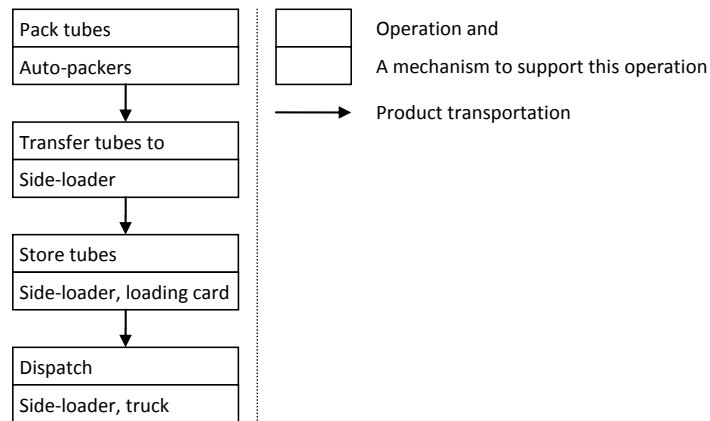 Pack tubes
Auto-packers
Transfer tubes to
Side-loader
Store tubes
Side-loader, loading card
Dispatch
Side-loader, truck
Operation and
A mechanism to support this operation
Product transportation